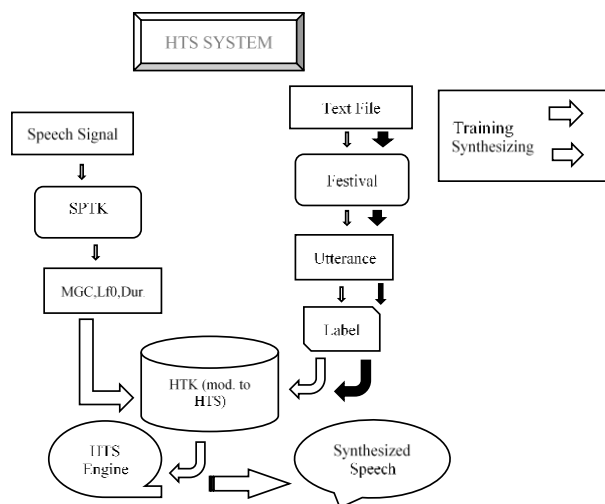 HTS SYSTEM
Text File
Speech Signal
Training
Synthesizing
Festival
SPTK
Utterance
MGC,Lf0,Dur.
Label
HTK (mod. to
HTS)
HTS
Engine
Synthesized
Speech